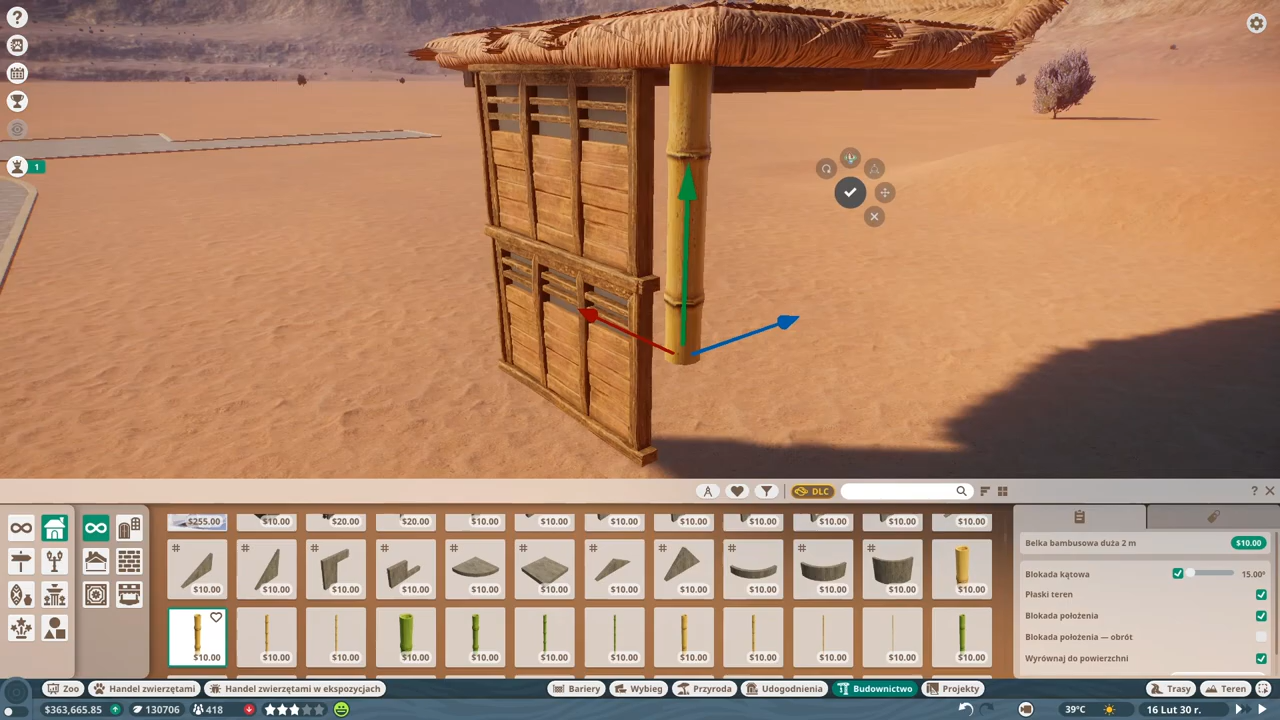 ?
1
DLC
?
$255.00 $10.00 $20.00 $20.00 $10.00 $10.00 $10.00 $10.00 $10.00 $10.00 $10.00 $10.00
$10.00 $10.00 $10.00 $10.00 $10.00 $10.00 $10.00 $10.00 $10.00 $10.00 $10.00 $10.00
$10.00 $10.00 $10.00 $10.00 $10.00 $10.00 $10.00 $10.00 $10.00 $10.00 $10.00 $10.00
Belka bambusowa duża 2 m $10.00
Blokada kątowa 15.00°
Płaski teren
Blokada położenia
Blokada położenia — obrót
Wyrównaj do powierzchni
Zoo Handel zwierzętami Handel zwierzętami w ekspozycjach Bariery Wybieg Przyroda Udogodnienia Budownictwo Projekty Trasy Teren
$363,665.85 130706 418 39°C 16 Lut 30 r.